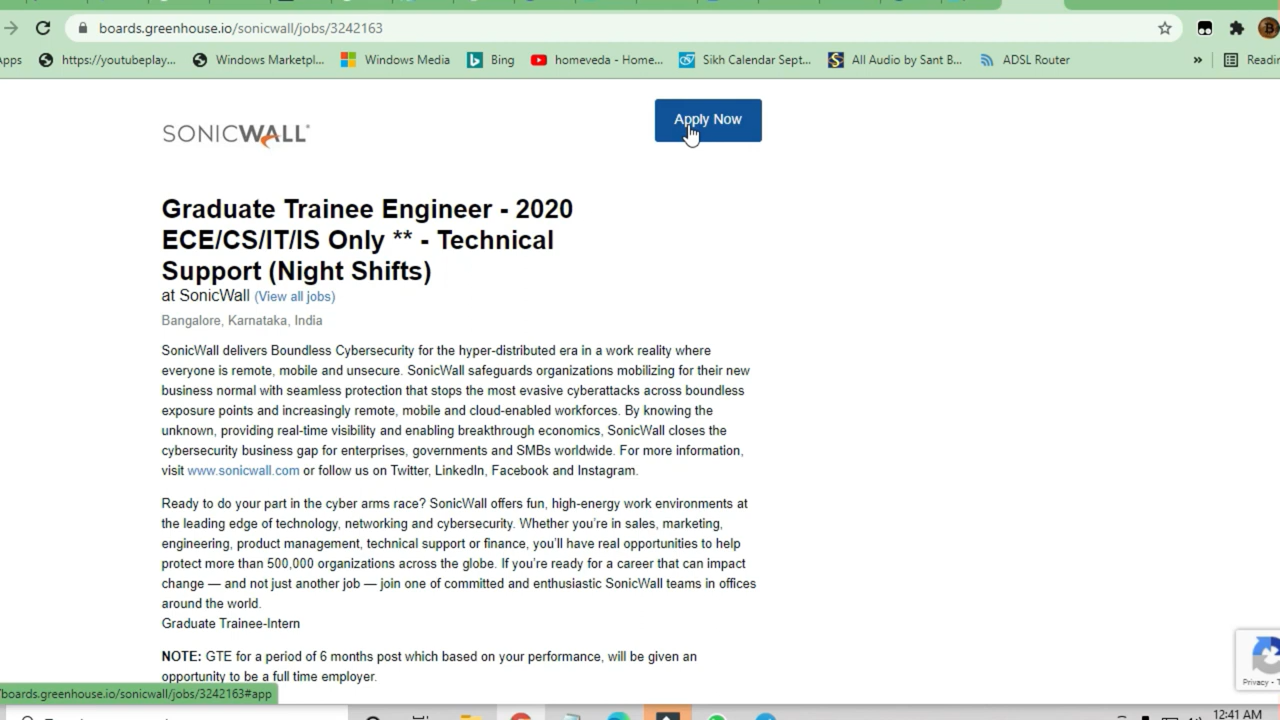 boards.greenhouse.io/sonicwall/jobs/3242163
pps https://youtubeplay... Windows Marketpl... Windows Media Bing homeveda - Home... Sikh Calendar Sept... All Audio by Sant B... ADSL Router » Readin
SONICWALL
Apply Now
Graduate Trainee Engineer - 2020
ECE/CS/IT/IS Only ** - Technical
Support (Night Shifts)
at SonicWall (View all jobs)
Bangalore, Karnataka, India
SonicWall delivers Boundless Cybersecurity for the hyper-distributed era in a work reality where
everyone is remote, mobile and unsecure. SonicWall safeguards organizations mobilizing for their new
business normal with seamless protection that stops the most evasive cyberattacks across boundless
exposure points and increasingly remote, mobile and cloud-enabled workforces. By knowing the
unknown, providing real-time visibility and enabling breakthrough economics, SonicWall closes the
cybersecurity business gap for enterprises, governments and SMBs worldwide. For more information,
visit www.sonicwall.com or follow us on Twitter, LinkedIn, Facebook and Instagram.
Ready to do your part in the cyber arms race? SonicWall offers fun, high-energy work environments at
the leading edge of technology, networking and cybersecurity. Whether you're in sales, marketing,
engineering, product management, technical support or finance, you'll have real opportunities to help
protect more than 500,000 organizations across the globe. If you're ready for a career that can impact
change — and not just another job — join one of committed and enthusiastic SonicWall teams in offices
around the world.
Graduate Trainee-Intern
NOTE: GTE for a period of 6 months post which based on your performance, will be given an
opportunity to be a full time employer.
Privacy - T
/boards.greenhouse.io/sonicwall/jobs/3242163#app
12:41 AM